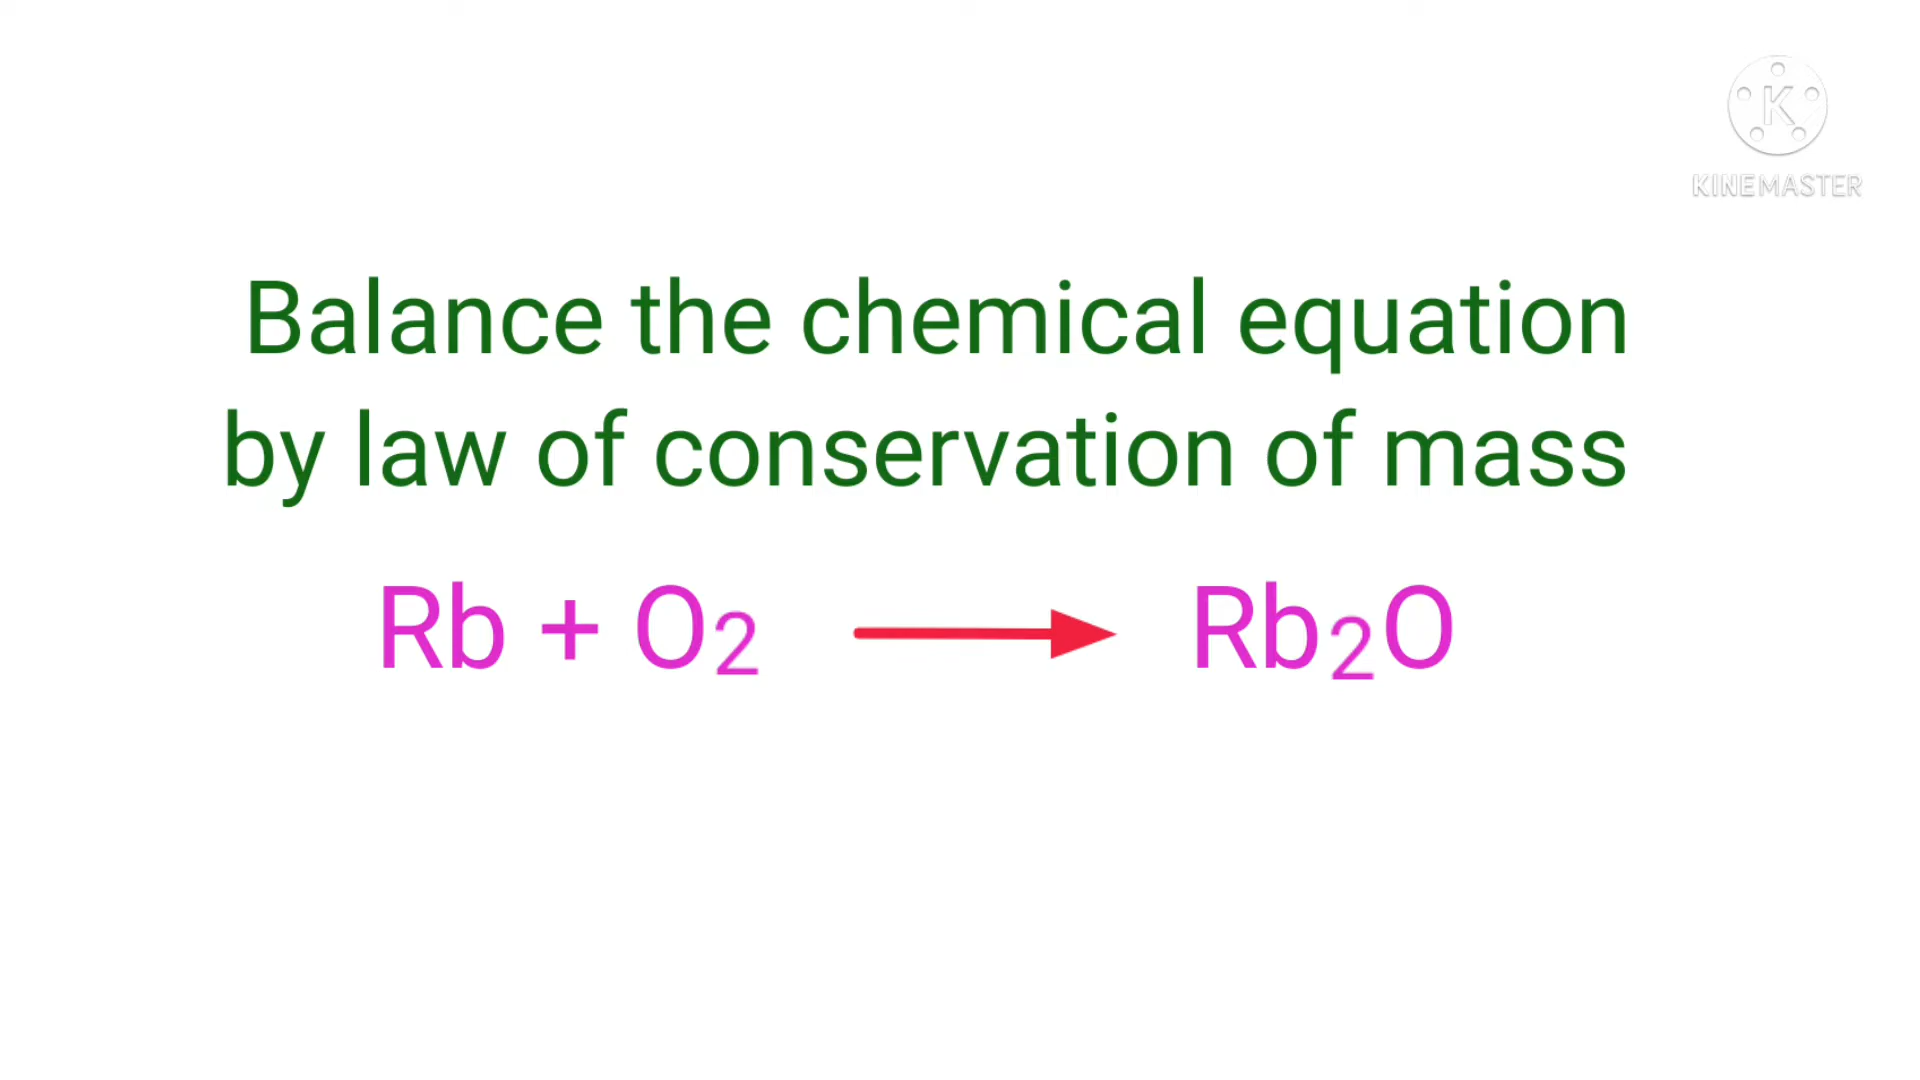 KINEMASTER
Balance the chemical equation
by law of conservation of mass
Rb + O₂ → Rb₂O